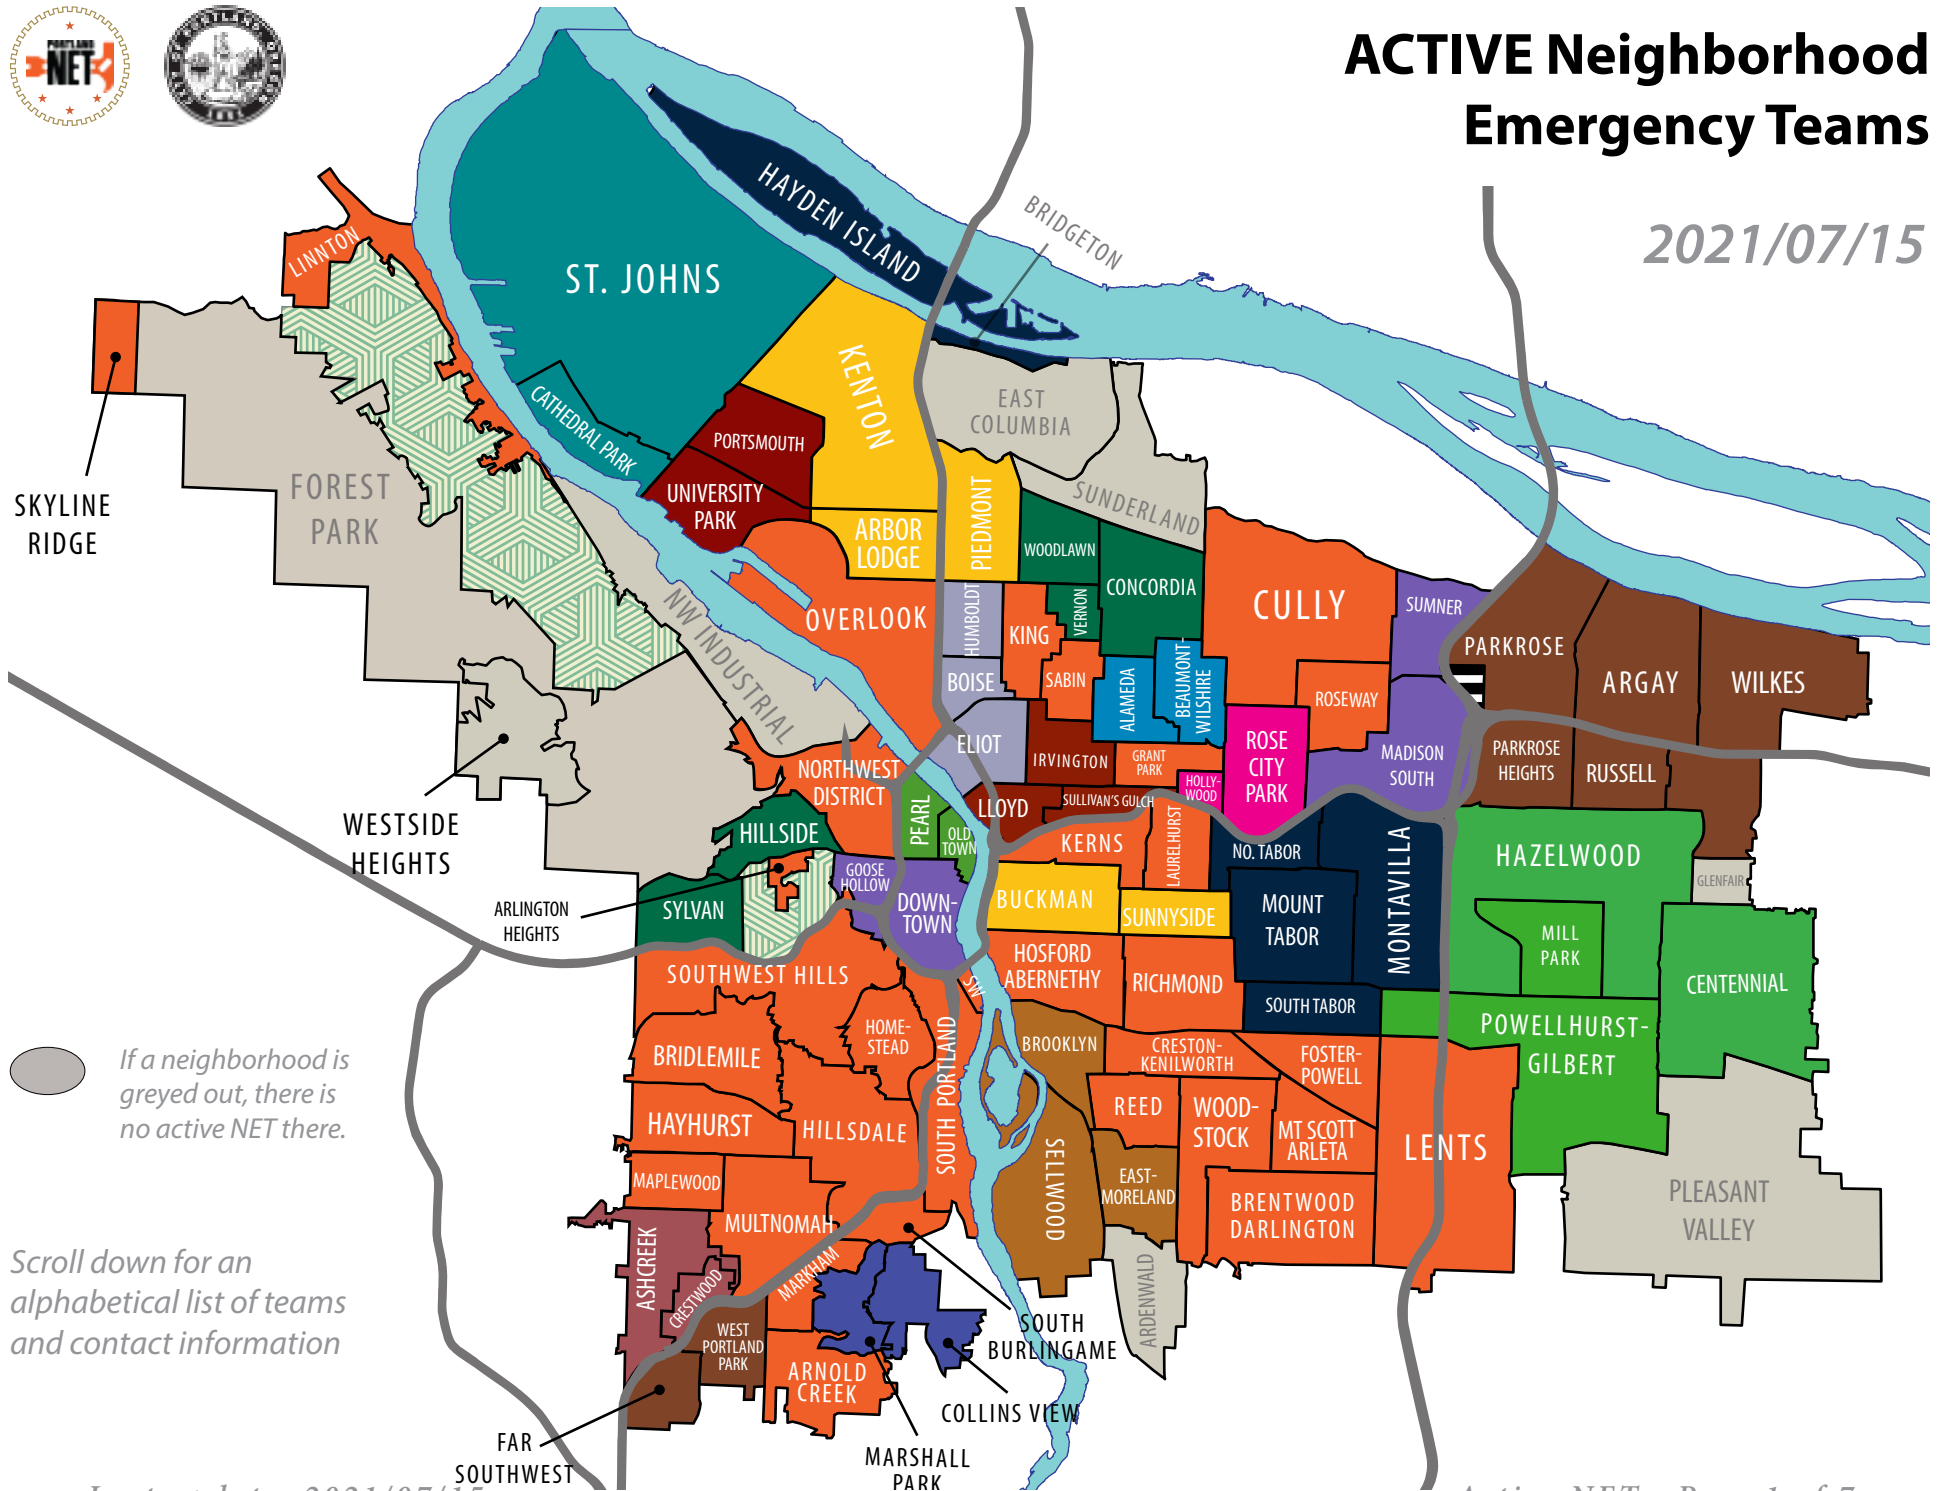 PORTLAND
NET
ACTIVE Neighborhood
Emergency Teams
2021/07/15
HAYDEN ISLAND
BRIDGETON
LINNTON
ST. JOHNS
KENTON
EAST
COLUMBIA
CATHEDRAL PARK
PORTSMOUTH
FOREST
PARK
SKYLINE
RIDGE
UNIVERSITY
PARK
ARBOR
LODGE
PIEDMONT
SUNDERLAND
WOODLAWN
CONCORDIA
CULLY
SUMNER
NW INDUSTRIAL
OVERLOOK
HUMBOLDT
KING
VERNON
PARKROSE
ARGAY
WILKES
BOISE
SABIN
ALAMEDA
BEAUMONT-
WILSHIRE
ROSEWAY
ELIOT
IRVINGTON
GRANT
PARK
ROSE
CITY
PARK
MADISON
SOUTH
PARKROSE
HEIGHTS
RUSSELL
NORTHWEST
DISTRICT
HOLLY-
WOOD
WESTSIDE
HEIGHTS
HILLSIDE
PEARL
OLD
TOWN
LLOYD
SULLIVAN'S GULCH
KERNS
LAURELHURST
NO. TABOR
MONTAVILLA
HAZELWOOD
GLENFAIR
ARLINGTON
HEIGHTS
SYLVAN
GOOSE
HOLLOW
DOWN-
TOWN
BUCKMAN
SUNNYSIDE
MOUNT
TABOR
MILL
PARK
SOUTHWEST HILLS
SW
HOSFORD
ABERNETHY
RICHMOND
SOUTH TABOR
CENTENNIAL
POWELLHURST-
GILBERT
HOME-
STEAD
BRIDLEMILE
SOUTH PORTLAND
BROOKLYN
CRESTON-
KENILWORTH
FOSTER-
POWELL
If a neighborhood is
greyed out, there is
no active NET there.
HAYHURST
HILLSDALE
REED
WOOD-
STOCK
MT SCOTT
ARLETA
LENTS
SELLWOOD
EAST-
MORELAND
MAPLEWOOD
MULTNOMAH
BRENTWOOD
DARLINGTON
PLEASANT
VALLEY
ASHCREEK
CRESTWOOD
MARKHAM
ARDENWALD
Scroll down for an
alphabetical list of teams
and contact information
WEST
PORTLAND
PARK
ARNOLD
CREEK
SOUTH
BURLINGAME
COLLINS VIEW
MARSHALL
PARK
FAR
SOUTHWEST